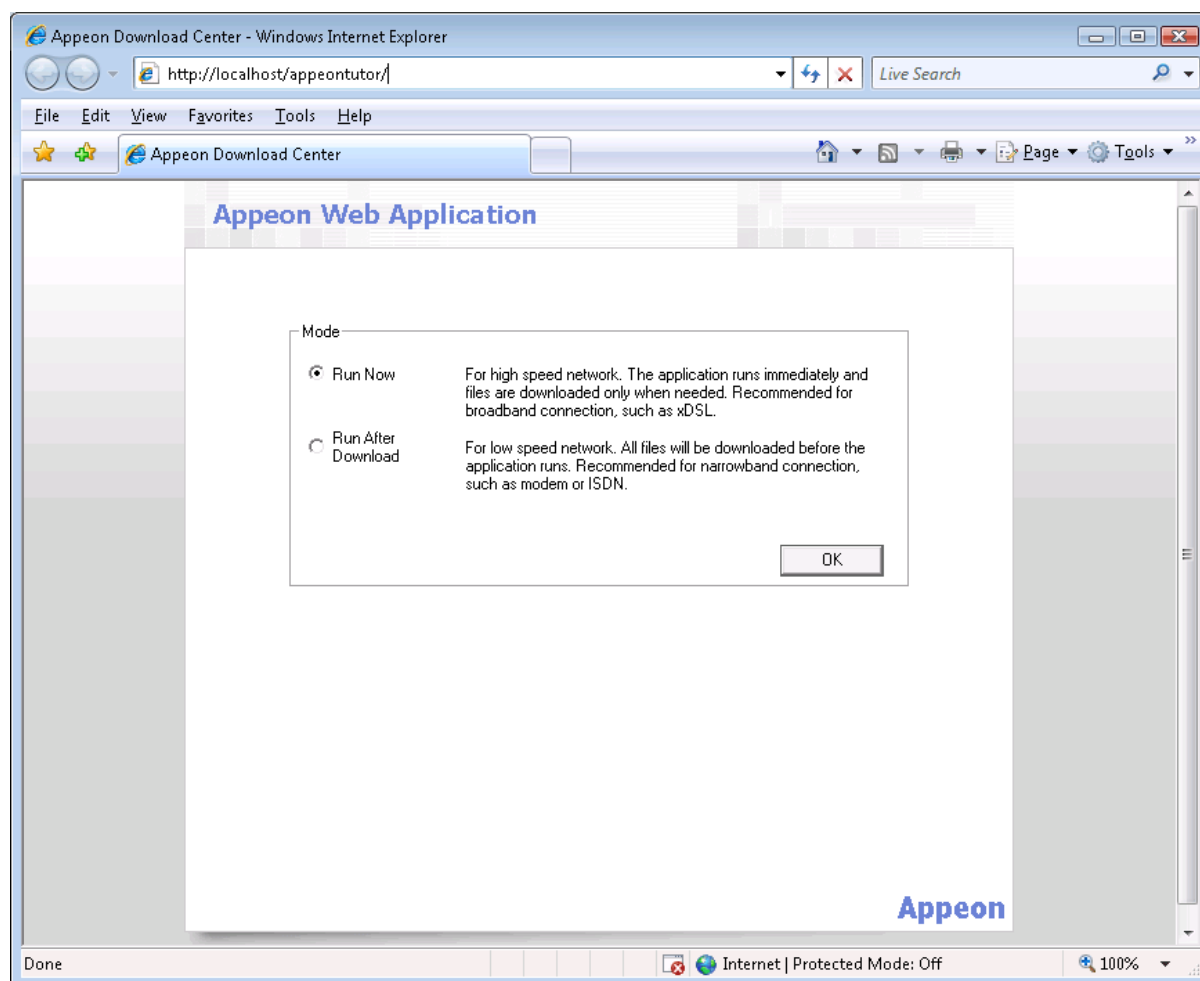 Appeon Download Center - Windows Internet Explorer
http://localhost/appeontutor/
Live Search
File Edit View Favorites Tools Help
Appeon Download Center
Page Tools
Appeon Web Application
Mode
Run Now
For high speed network. The application runs immediately and
files are downloaded only when needed. Recommended for
broadband connection, such as xDSL.
Run After
Download
For low speed network. All files will be downloaded before the
application runs. Recommended for narrowband connection,
such as modem or ISDN.
OK
Appeon
Done
Internet | Protected Mode: Off
100%